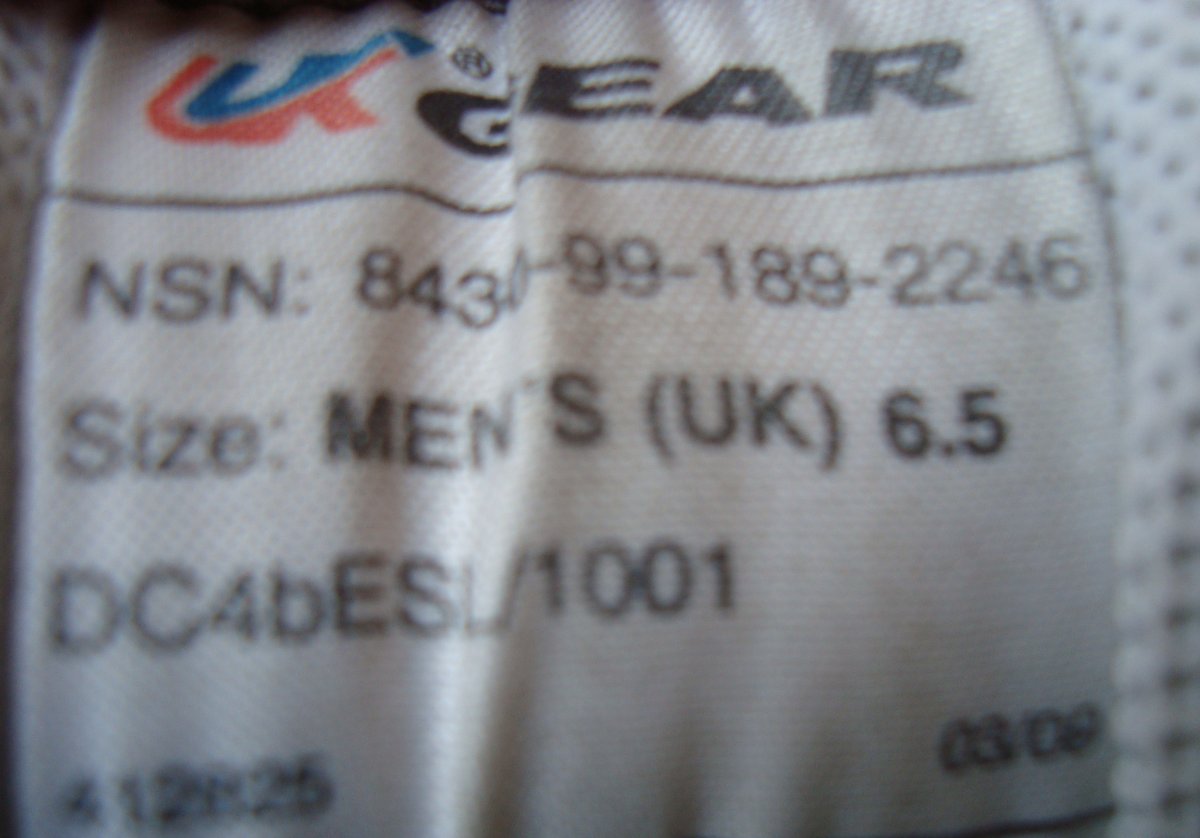 UK® GEAR
NSN: 8430-99-189-2246
Size: MEN'S (UK) 6.5
DC4bESL/1001
03/09